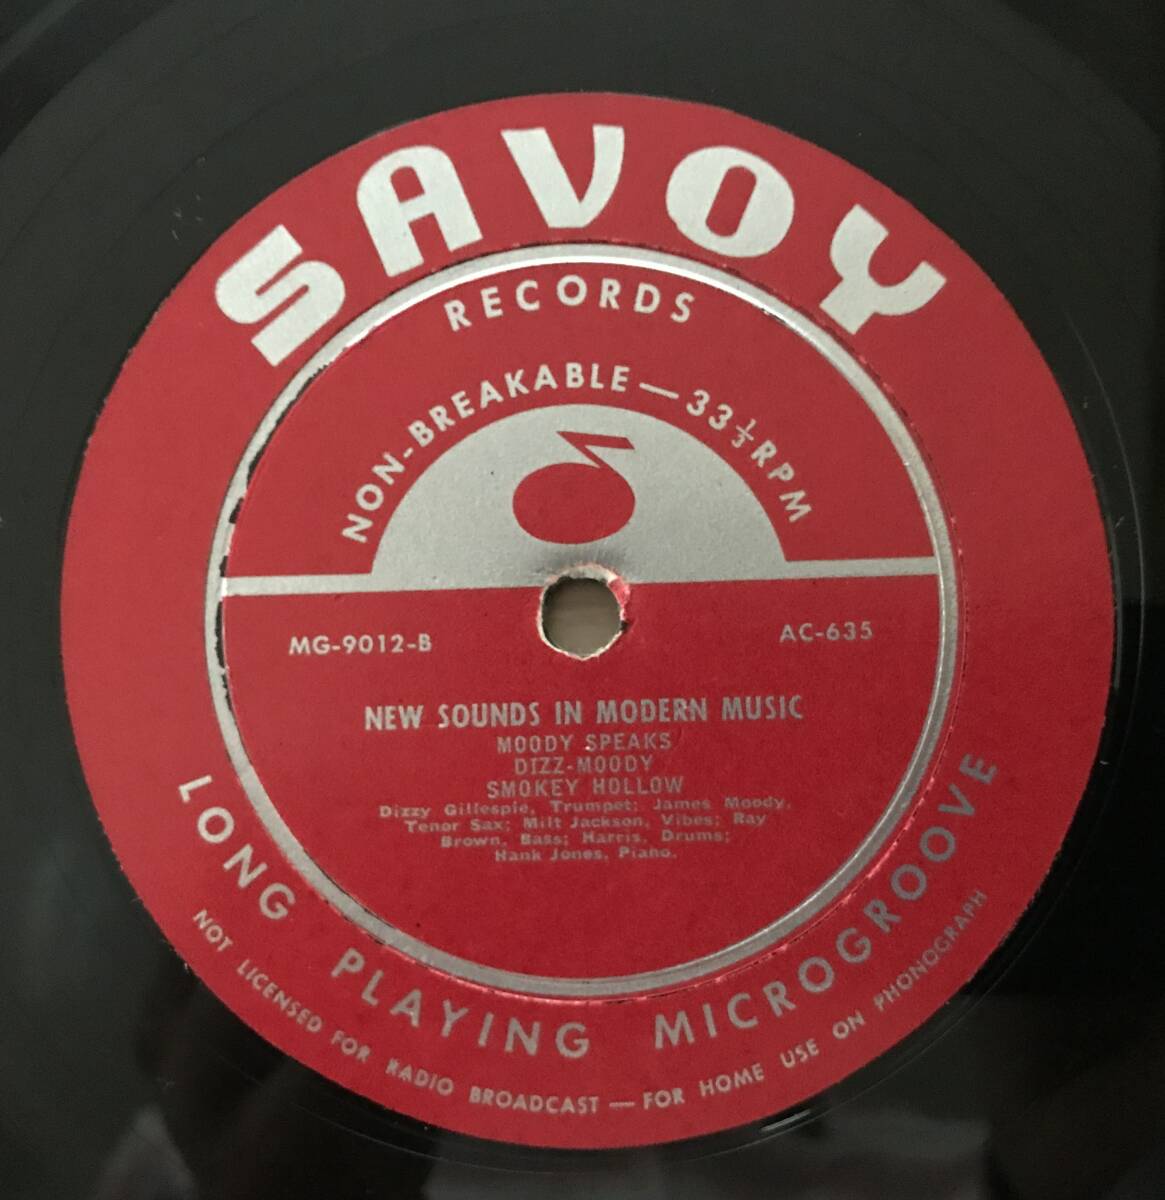 SAVOY
RECORDS
NON-BREAKABLE — 33⅓ RPM
MG-9012-B
AC-635
NEW SOUNDS IN MODERN MUSIC
MOODY SPEAKS
DIZZ-MOODY
SMOKEY HOLLOW
Dizzy Gillespie, Trumpet; James Moody,
Tenor Sax; Milt Jackson, Vibes; Ray
Brown, Bass; Harris, Drums;
Hank Jones, Piano.
LONG PLAYING MICROGROOVE
NOT LICENSED FOR RADIO BROADCAST — FOR HOME USE ON PHONOGRAPH